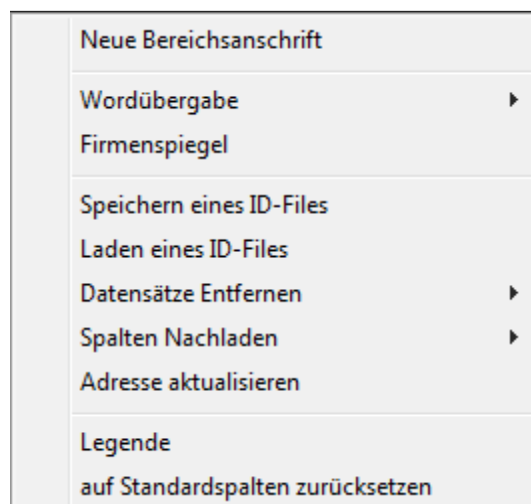 Neue Bereichsanschrift
Wordübergabe
Firmenspiegel
Speichern eines ID-Files
Laden eines ID-Files
Datensätze Entfernen
Spalten Nachladen
Adresse aktualisieren
Legende
auf Standardspalten zurücksetzen